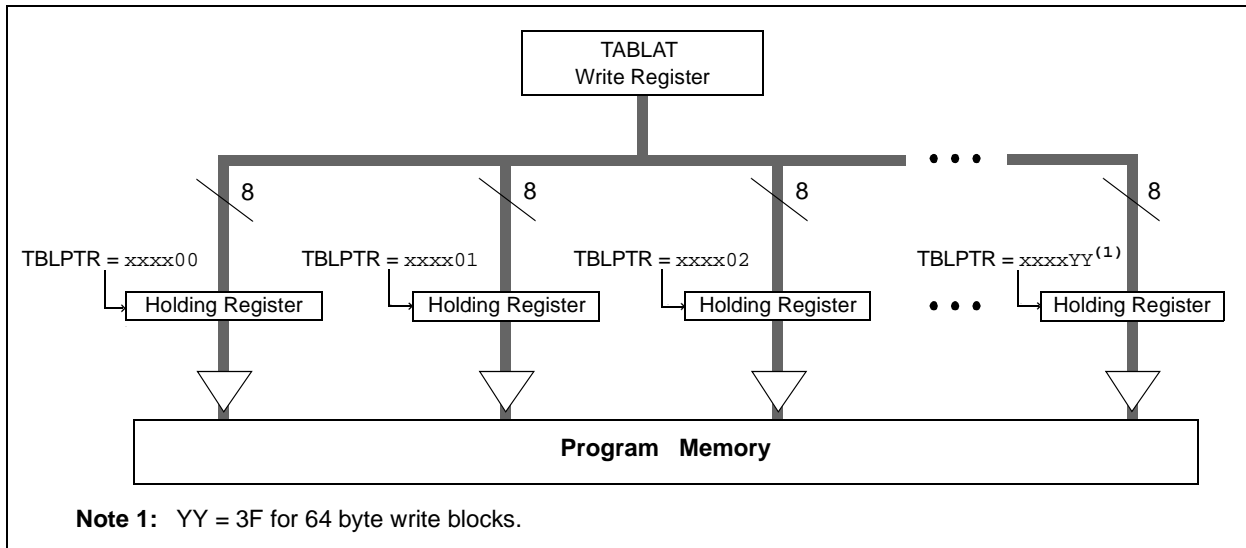 TABLAT
Write Register
8 8 8 8
TBLPTR = xxxx00 TBLPTR = xxxx01 TBLPTR = xxxx02 TBLPTR = xxxxYY(1)
Holding Register Holding Register Holding Register Holding Register
Program Memory
Note 1: YY = 3F for 64 byte write blocks.